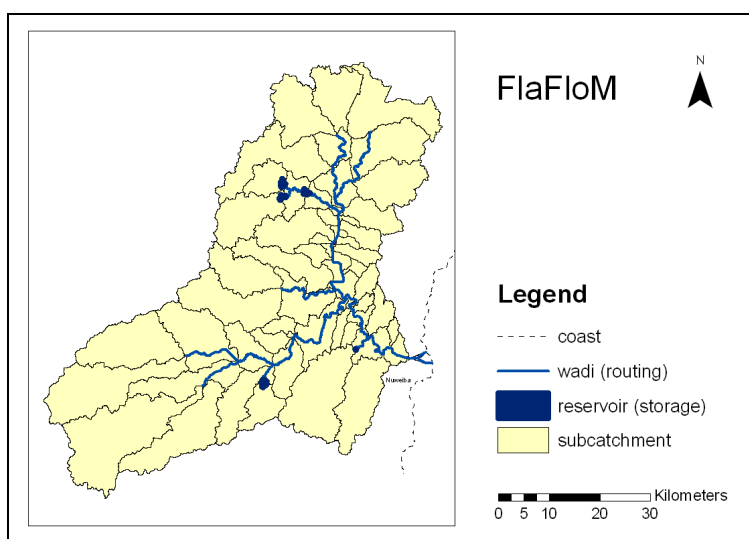 FlaFloM
N
Legend
coast
wadi (routing)
reservoir (storage)
subcatchment
Nuweiba
Kilometers
0 5 10 20 30